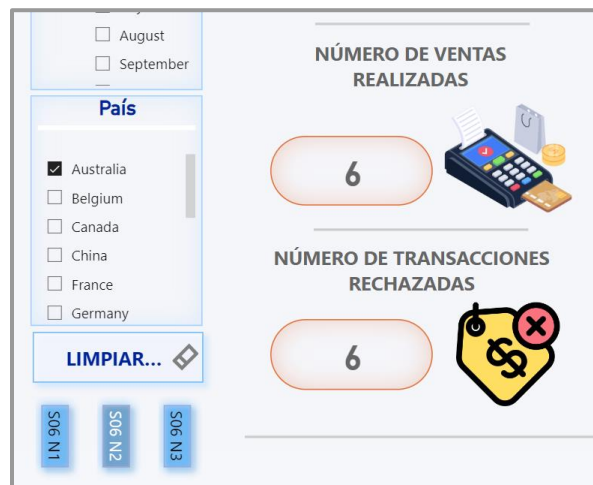 August
September
País
Australia
Belgium
Canada
China
France
Germany
LIMPIAR...
S06 N1
S06 N2
S06 N3
NÚMERO DE VENTAS
REALIZADAS
6
NÚMERO DE TRANSACCIONES
RECHAZADAS
6